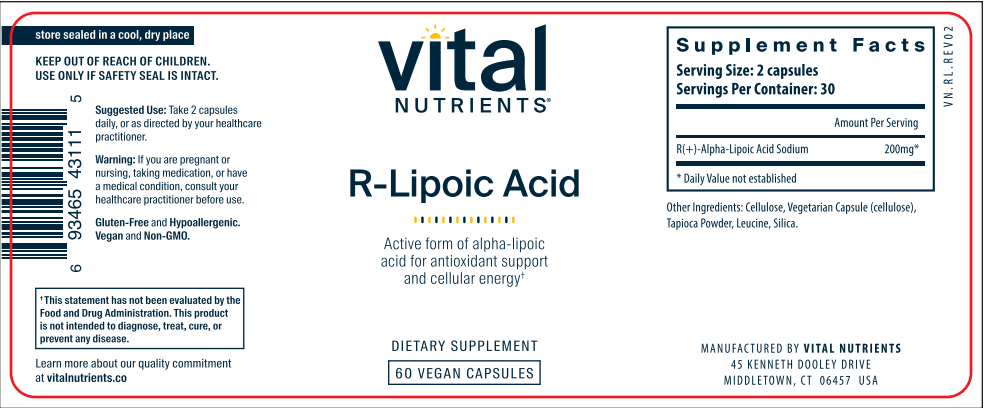 store sealed in a cool, dry place
KEEP OUT OF REACH OF CHILDREN.
USE ONLY IF SAFETY SEAL IS INTACT.
6 93465 43111 5
Suggested Use: Take 2 capsules
daily, or as directed by your healthcare
practitioner.
Warning: If you are pregnant or
nursing, taking medication, or have
a medical condition, consult your
healthcare practitioner before use.
Gluten-Free and Hypoallergenic.
Vegan and Non-GMO.
†This statement has not been evaluated by the
Food and Drug Administration. This product
is not intended to diagnose, treat, cure, or
prevent any disease.
Learn more about our quality commitment
at vitalnutrients.co
vital
NUTRIENTS®
R-Lipoic Acid
Active form of alpha-lipoic
acid for antioxidant support
and cellular energy†
DIETARY SUPPLEMENT
60 VEGAN CAPSULES
Supplement Facts
Serving Size: 2 capsules
Servings Per Container: 30
Amount Per Serving
R(+)-Alpha-Lipoic Acid Sodium 200mg*
* Daily Value not established
Other Ingredients: Cellulose, Vegetarian Capsule (cellulose),
Tapioca Powder, Leucine, Silica.
MANUFACTURED BY VITAL NUTRIENTS
45 KENNETH DOOLEY DRIVE
MIDDLETOWN, CT 06457 USA
VN.RL.REV02